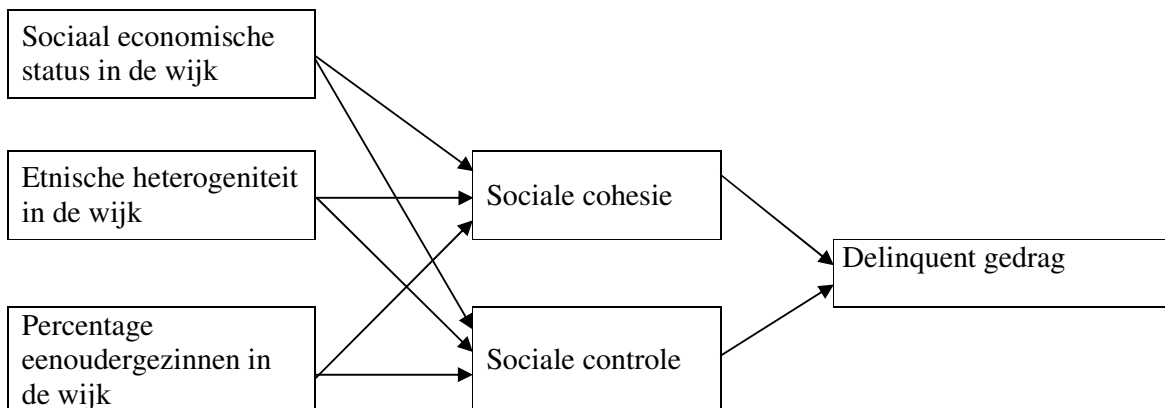 Sociaal economische
status in de wijk
Etnische heterogeniteit
in de wijk
Sociale cohesie
Delinquent gedrag
Percentage
eenoudergezinnen in
de wijk
Sociale controle